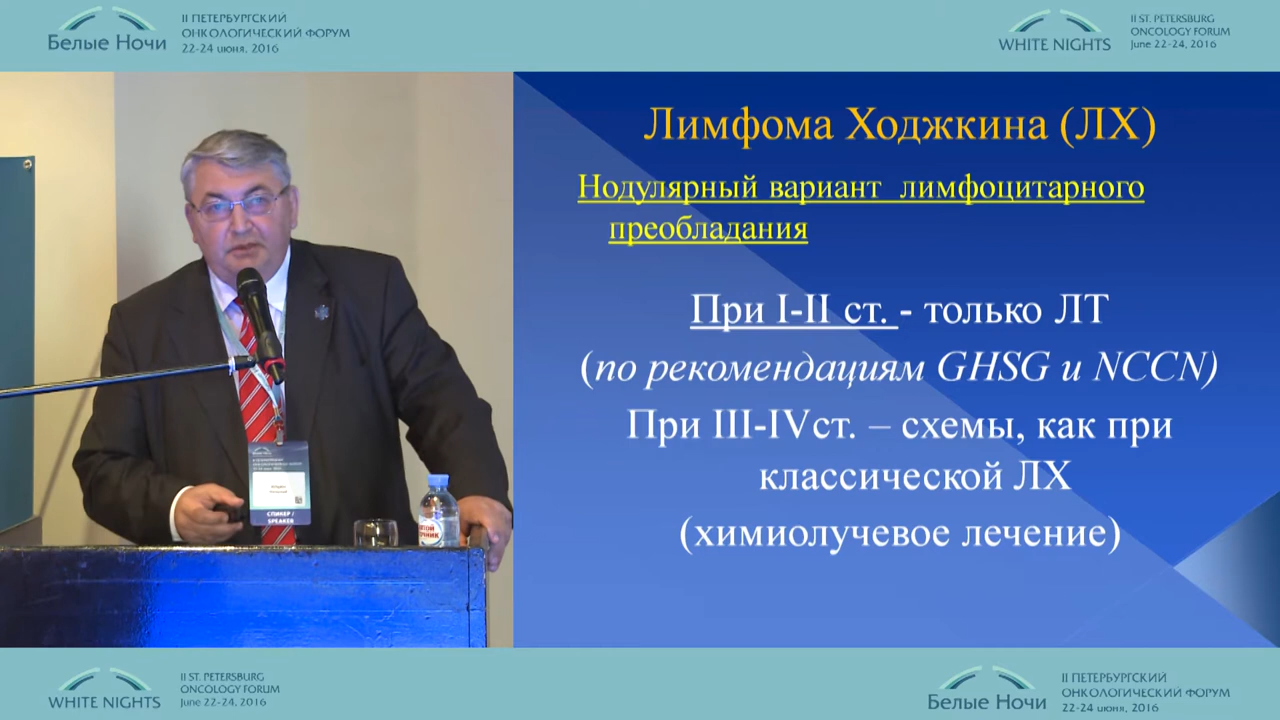 Белые Ночи
II ПЕТЕРБУРГСКИЙ
ОНКОЛОГИЧЕСКИЙ ФОРУМ
22-24 июня, 2016
WHITE NIGHTS
II ST. PETERSBURG
ONCOLOGY FORUM
June 22-24, 2016
Лимфома Ходжкина (ЛХ)
Нодулярный вариант лимфоцитарного
преобладания
При I-II ст. - только ЛТ
(по рекомендациям GHSG и NCCN)
При III-IVст. – схемы, как при
классической ЛХ
(химиолучевое лечение)
СПИКЕР /
SPEAKER
WHITE NIGHTS
II ST. PETERSBURG
ONCOLOGY FORUM
June 22-24, 2016
Белые Ночи
II ПЕТЕРБУРГСКИЙ
ОНКОЛОГИЧЕСКИЙ ФОРУМ
22-24 июня, 2016